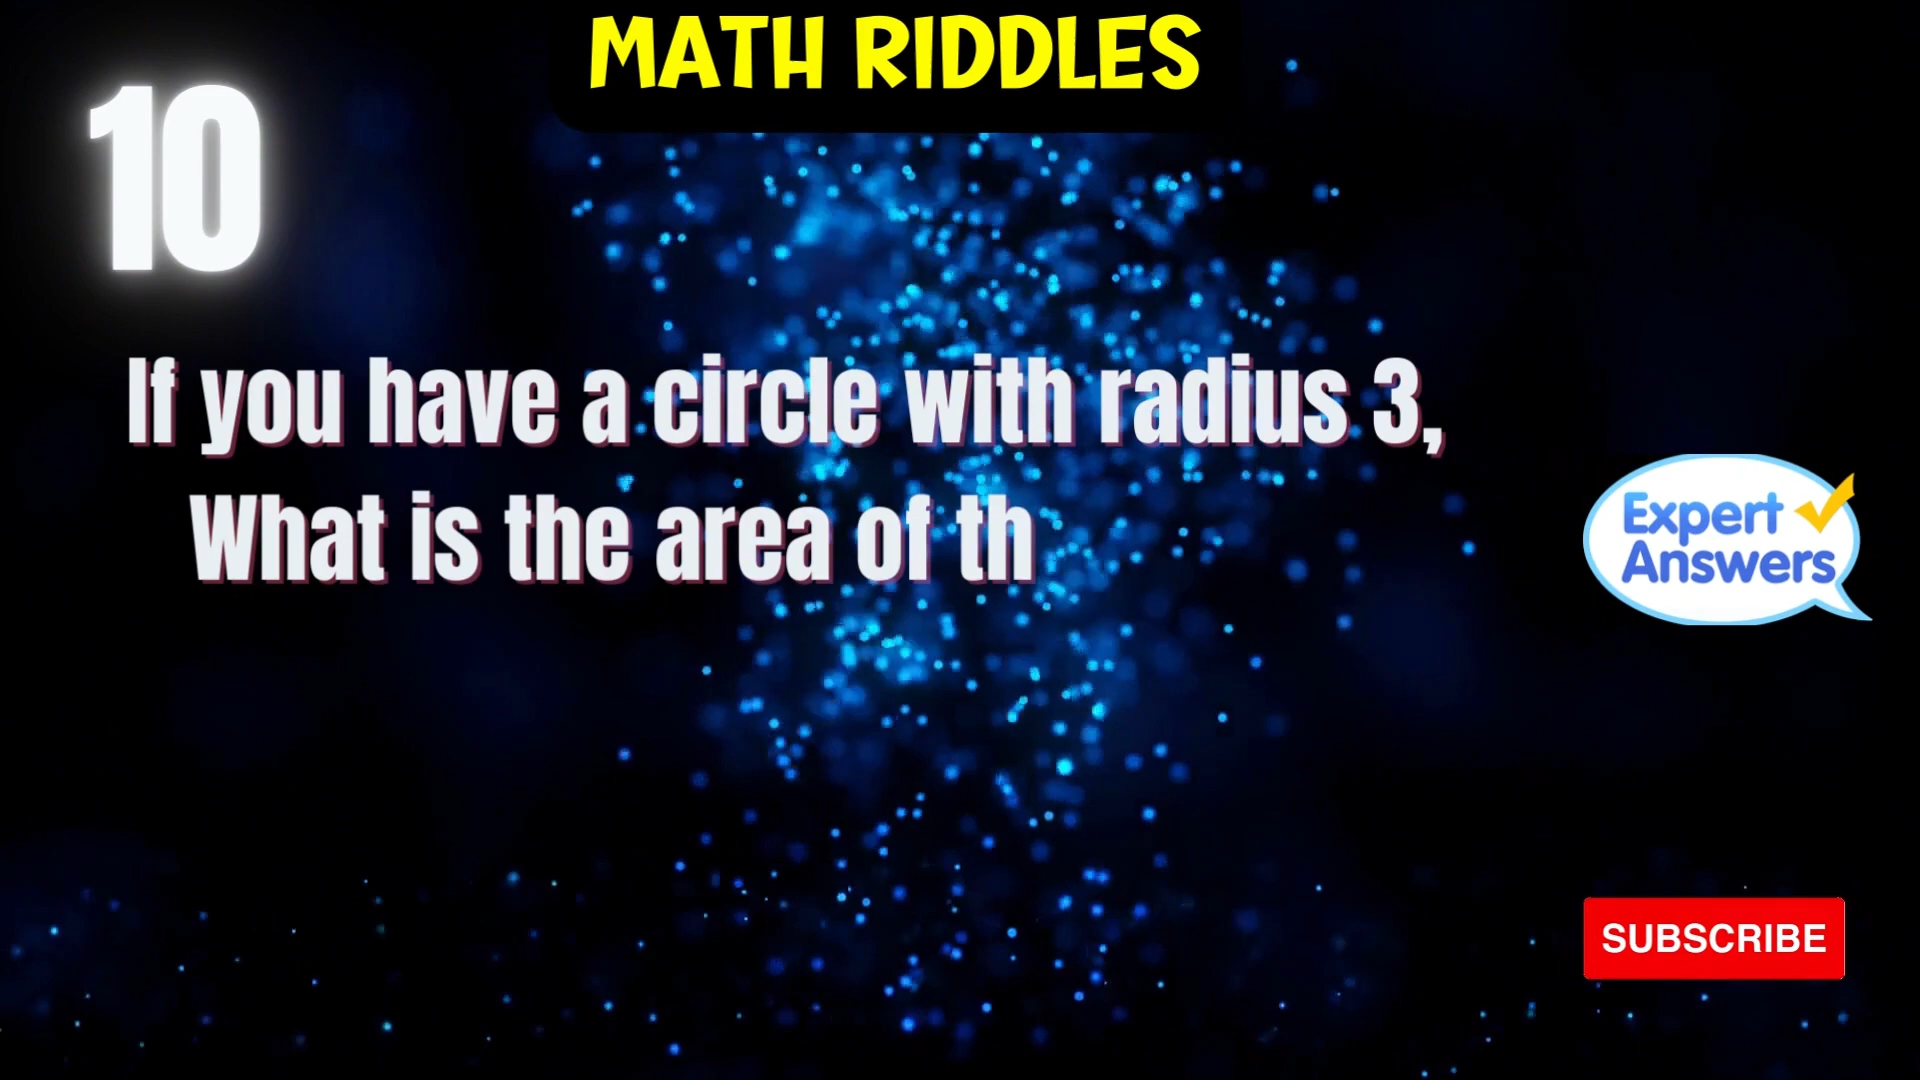 MATH RIDDLES
10
If you have a circle with radius 3,
What is the area of th
Expert
Answers
SUBSCRIBE